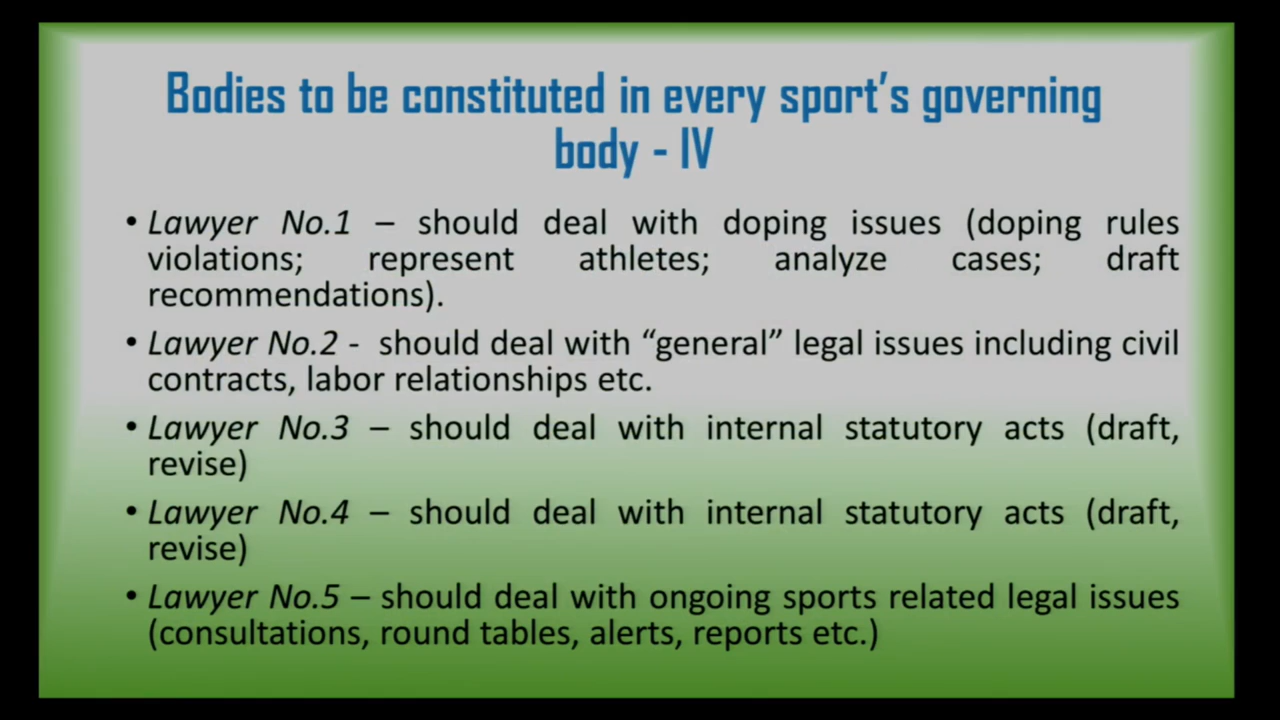 Bodies to be constituted in every sport's governing
body - IV
• Lawyer No.1 – should deal with doping issues (doping rules
violations; represent athletes; analyze cases; draft
recommendations).
• Lawyer No.2 - should deal with “general” legal issues including civil
contracts, labor relationships etc.
• Lawyer No.3 – should deal with internal statutory acts (draft,
revise)
• Lawyer No.4 – should deal with internal statutory acts (draft,
revise)
• Lawyer No.5 – should deal with ongoing sports related legal issues
(consultations, round tables, alerts, reports etc.)